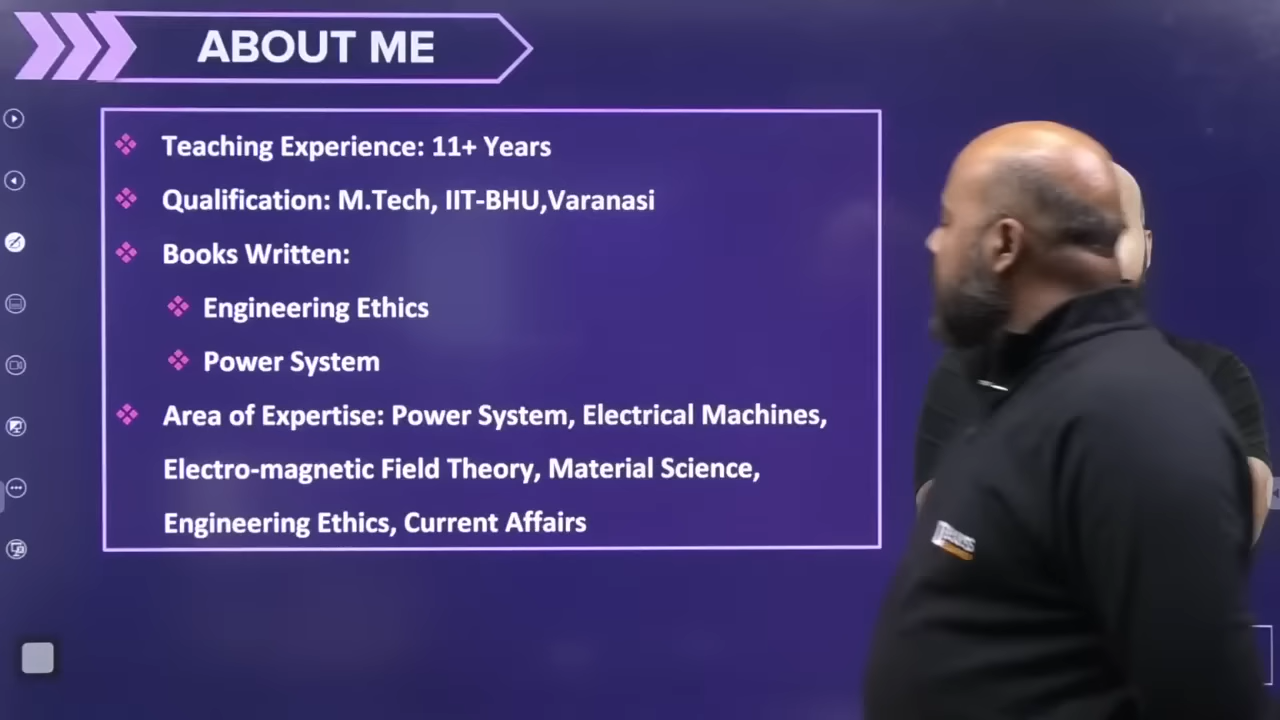 ABOUT ME
Teaching Experience: 11+ Years
Qualification: M.Tech, IIT-BHU,Varanasi
Books Written:
Engineering Ethics
Power System
Area of Expertise: Power System, Electrical Machines,
Electro-magnetic Field Theory, Material Science,
Engineering Ethics, Current Affairs